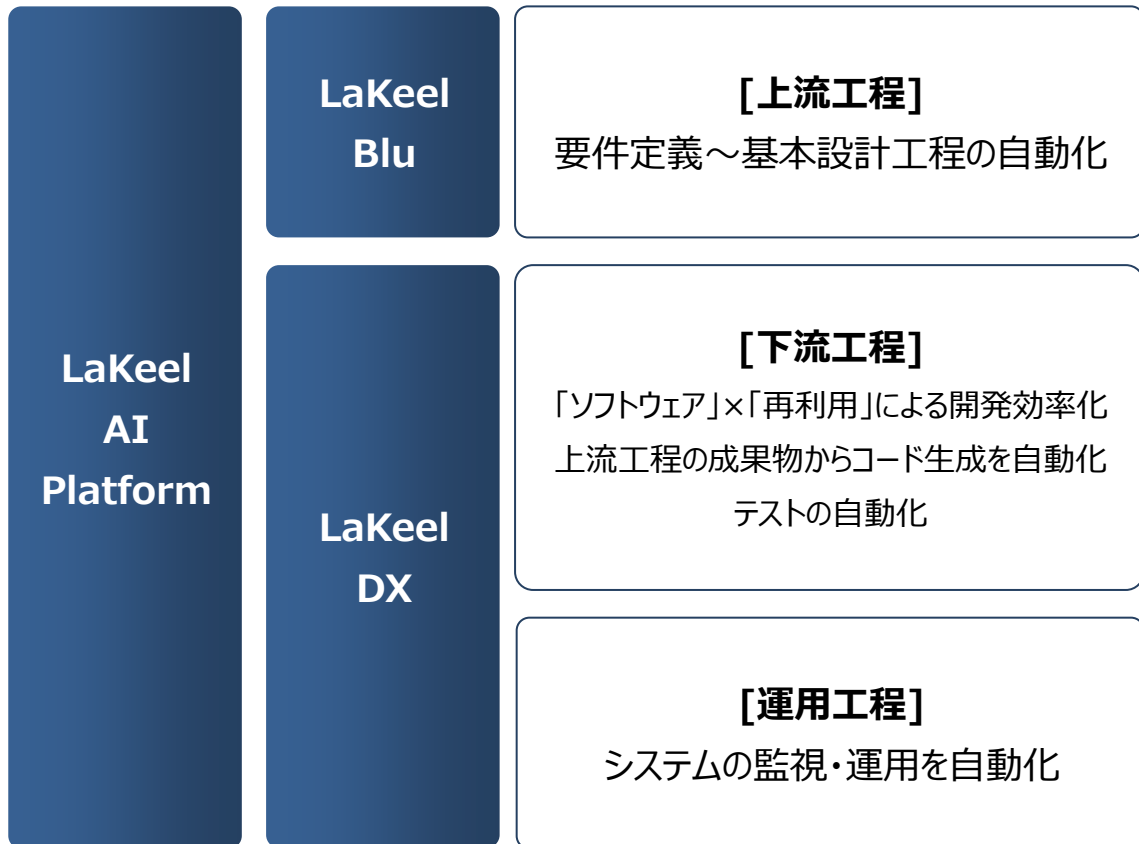 LaKeel
AI
Platform
LaKeel
Blu
[上流工程]
要件定義～基本設計工程の自動化
LaKeel
DX
[下流工程]
「ソフトウェア」×「再利用」による開発効率化
上流工程の成果物からコード生成を自動化
テストの自動化
[運用工程]
システムの監視・運用を自動化